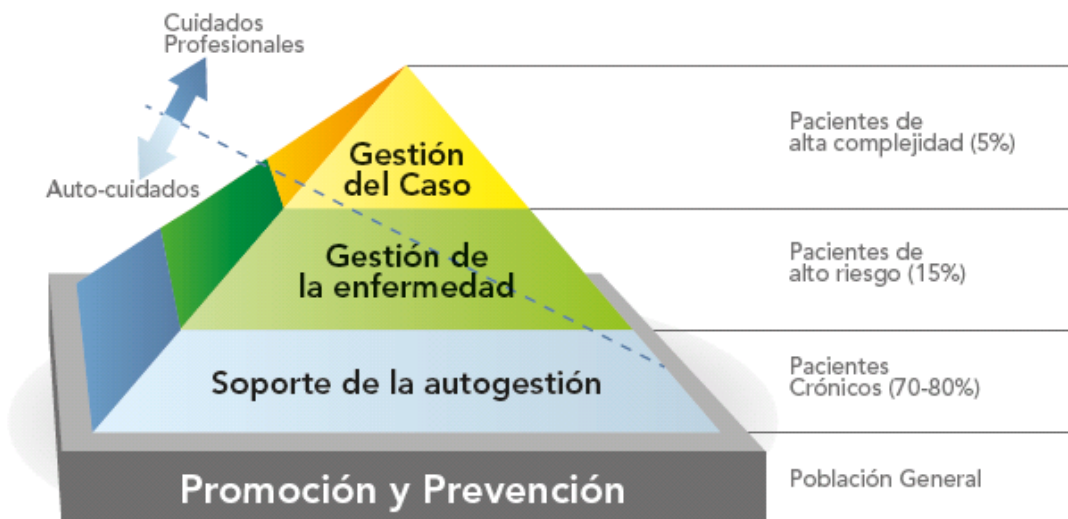 Cuidados
Profesionales
Auto-cuidados
Gestión
del Caso
Gestión de
la enfermedad
Soporte de la autogestión
Promoción y Prevención
Pacientes de
alta complejidad (5%)
Pacientes de
alto riesgo (15%)
Pacientes
Crónicos (70-80%)
Población General